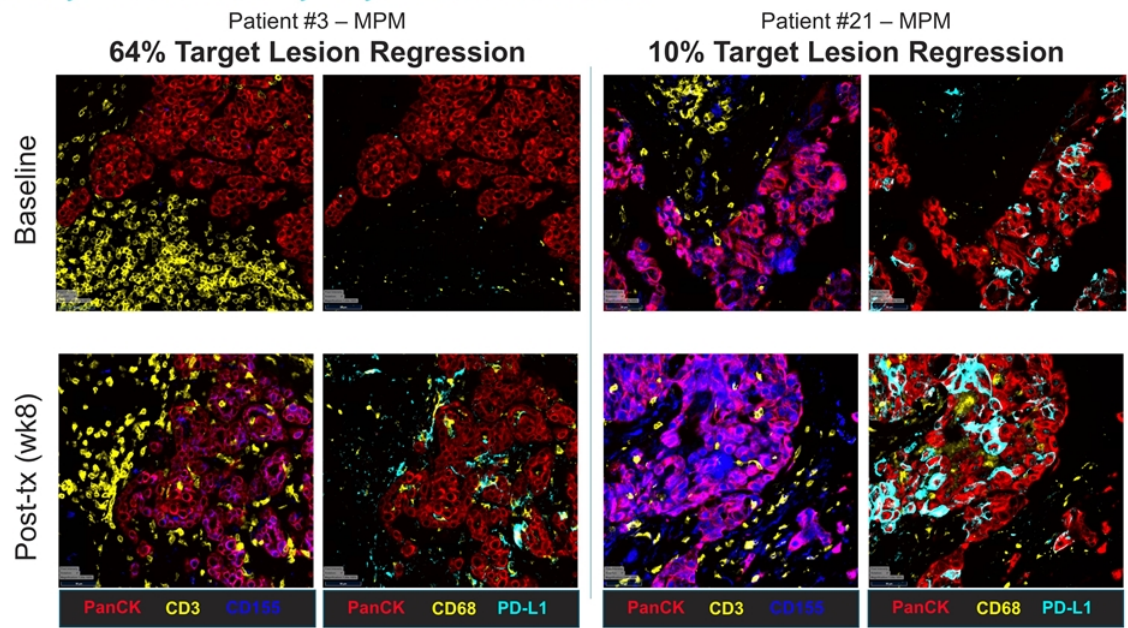 Patient #3 – MPM
64% Target Lesion Regression
Patient #21 – MPM
10% Target Lesion Regression
Baseline
Post-tx (wk8)
PanCK CD3 CD155
PanCK CD68 PD-L1
PanCK CD3 CD155
PanCK CD68 PD-L1